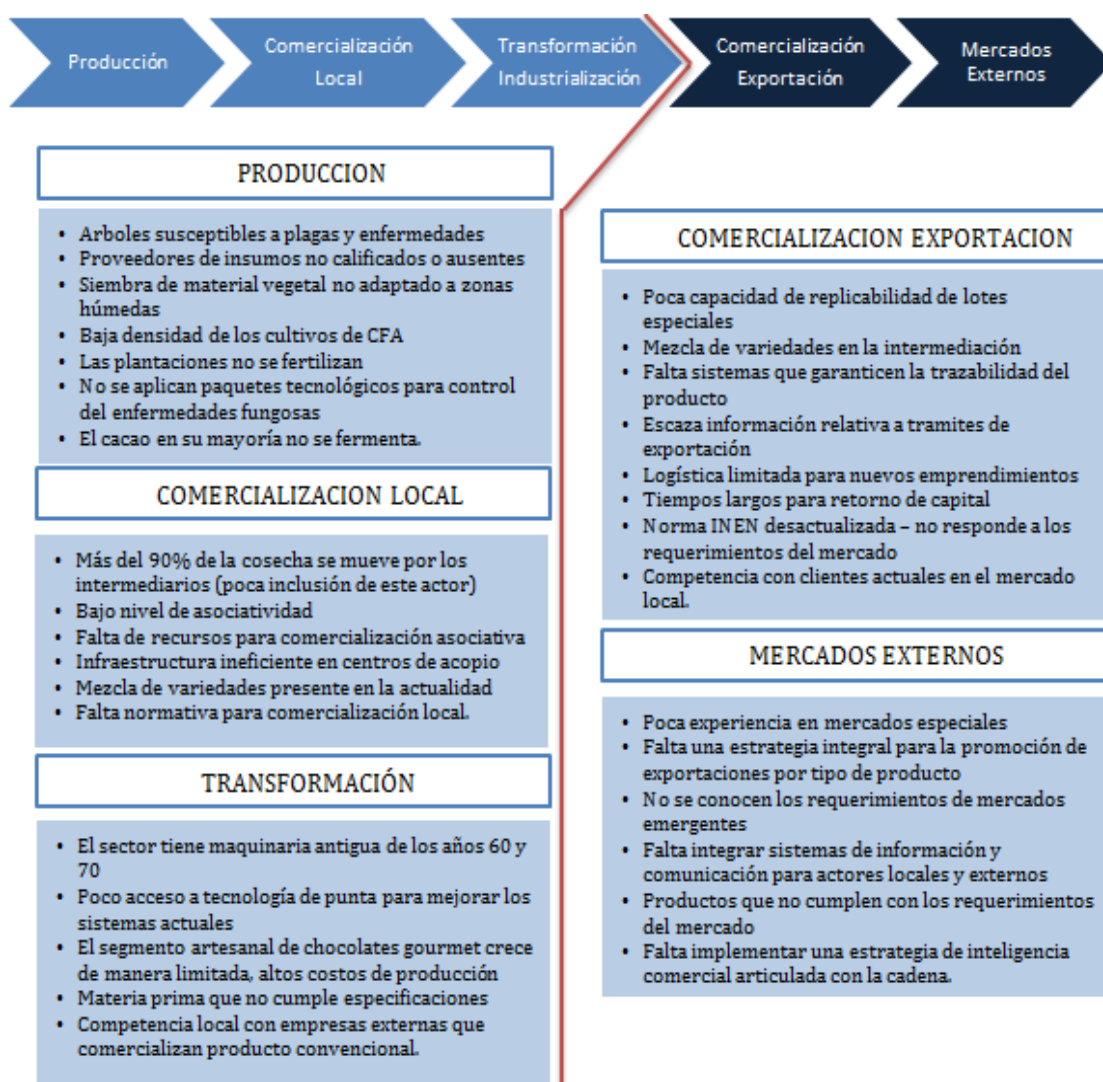 Producción
Comercialización
Local
Transformación
Industrialización
Comercialización
Exportación
Mercados
Externos
PRODUCCION
• Arboles susceptibles a plagas y enfermedades
• Proveedores de insumos no calificados o ausentes
• Siembra de material vegetal no adaptado a zonas
húmedas
• Baja densidad de los cultivos de CFA
• Las plantaciones no se fertilizan
• No se aplican paquetes tecnológicos para control
del enfermedades fungosas
• El cacao en su mayoría no se fermenta.
COMERCIALIZACION LOCAL
• Más del 90% de la cosecha se mueve por los
intermediarios (poca inclusión de este actor)
• Bajo nivel de asociatividad
• Falta de recursos para comercialización asociativa
• Infraestructura ineficiente en centros de acopio
• Mezcla de variedades presente en la actualidad
• Falta normativa para comercialización local.
TRANSFORMACIÓN
• El sector tiene maquinaria antigua de los años 60 y
70
• Poco acceso a tecnología de punta para mejorar los
sistemas actuales
• El segmento artesanal de chocolates gourmet crece
de manera limitada, altos costos de producción
• Materia prima que no cumple especificaciones
• Competencia local con empresas externas que
comercializan producto convencional.
COMERCIALIZACION EXPORTACION
• Poca capacidad de replicabilidad de lotes
especiales
• Mezcla de variedades en la intermediación
• Falta sistemas que garanticen la trazabilidad del
producto
• Escaza información relativa a tramites de
exportación
• Logística limitada para nuevos emprendimientos
• Tiempos largos para retorno de capital
• Norma INEN desactualizada – no responde a los
requerimientos del mercado
• Competencia con clientes actuales en el mercado
local.
MERCADOS EXTERNOS
• Poca experiencia en mercados especiales
• Falta una estrategia integral para la promoción de
exportaciones por tipo de producto
• No se conocen los requerimientos de mercados
emergentes
• Falta integrar sistemas de información y
comunicación para actores locales y externos
• Productos que no cumplen con los requerimientos
del mercado
• Falta implementar una estrategia de inteligencia
comercial articulada con la cadena.